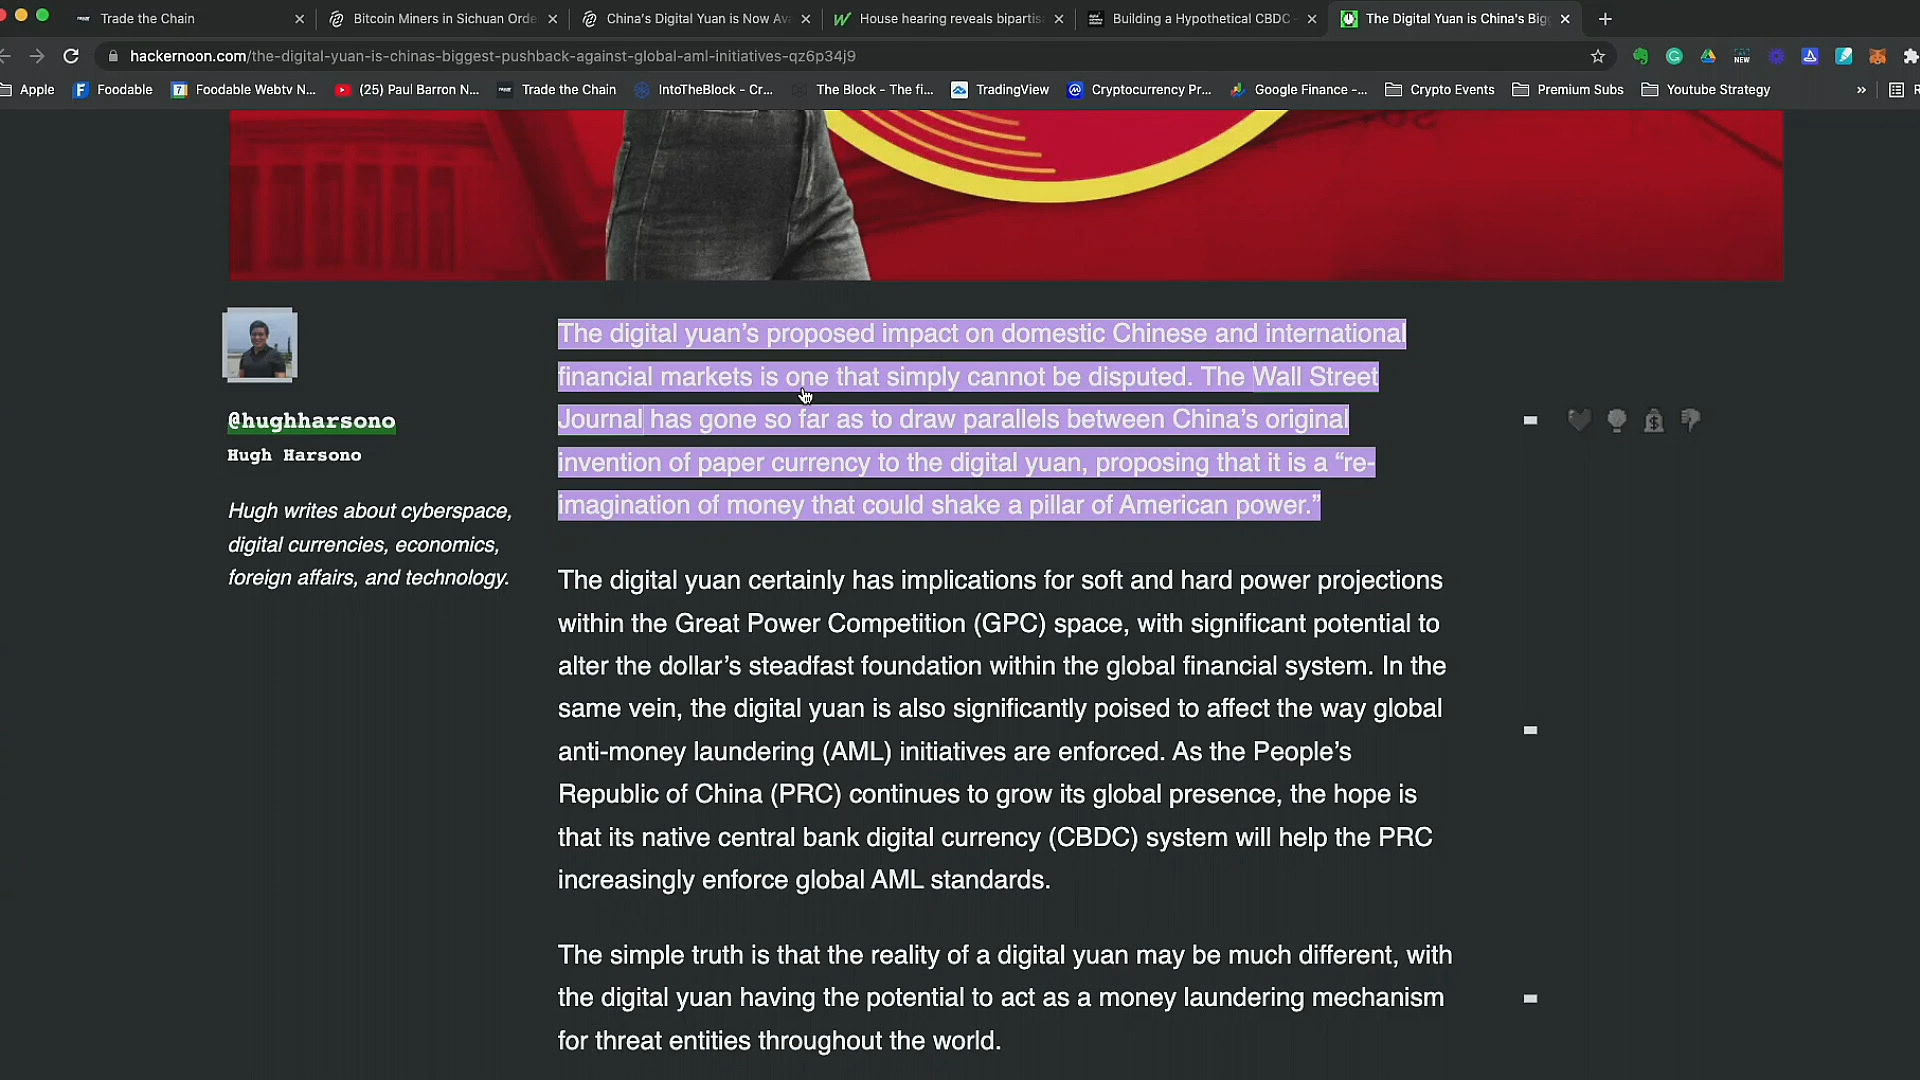 Trade the Chain
Bitcoin Miners in Sichuan Orde
China's Digital Yuan is Now Av
House hearing reveals bipartis
Building a Hypothetical CBDC
The Digital Yuan is China's Big
hackernoon.com/the-digital-yuan-is-chinas-biggest-pushback-against-global-aml-initiatives-qz6p34j9
NEW
Apple
Foodable
Foodable Webtv N...
(25) Paul Barron N...
Trade the Chain
IntoTheBlock - Cr...
The Block - The fi...
TradingView
Cryptocurrency Pr...
Google Finance -...
Crypto Events
Premium Subs
Youtube Strategy
»
@hughharsono
Hugh Harsono
Hugh writes about cyberspace,
digital currencies, economics,
foreign affairs, and technology.
The digital yuan’s proposed impact on domestic Chinese and international
financial markets is one that simply cannot be disputed. The Wall Street
Journal has gone so far as to draw parallels between China’s original
invention of paper currency to the digital yuan, proposing that it is a “re-
imagination of money that could shake a pillar of American power.”
The digital yuan certainly has implications for soft and hard power projections
within the Great Power Competition (GPC) space, with significant potential to
alter the dollar’s steadfast foundation within the global financial system. In the
same vein, the digital yuan is also significantly poised to affect the way global
anti-money laundering (AML) initiatives are enforced. As the People’s
Republic of China (PRC) continues to grow its global presence, the hope is
that its native central bank digital currency (CBDC) system will help the PRC
increasingly enforce global AML standards.
The simple truth is that the reality of a digital yuan may be much different, with
the digital yuan having the potential to act as a money laundering mechanism
for threat entities throughout the world.